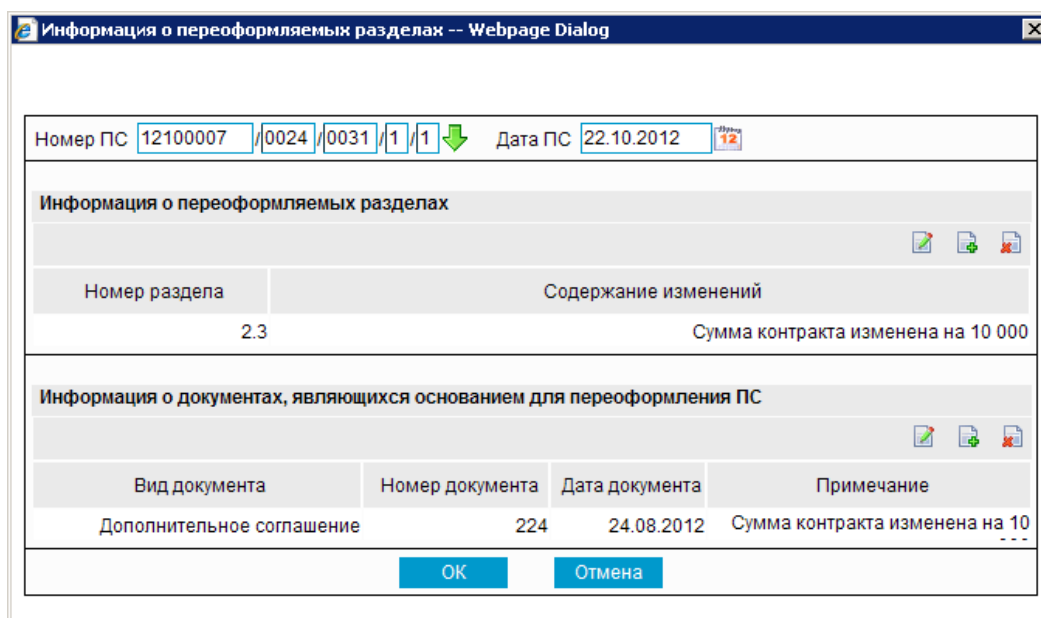 Информация о переоформляемых разделах -- Webpage Dialog
Номер ПС 12100007 /0024 /0031 /1 /1 Дата ПС 22.10.2012 12
Информация о переоформляемых разделах
Номер раздела Содержание изменений
2.3 Сумма контракта изменена на 10 000
Информация о документах, являющихся основанием для переоформления ПС
Вид документа Номер документа Дата документа Примечание
Дополнительное соглашение 224 24.08.2012 Сумма контракта изменена на 10
ОК Отмена